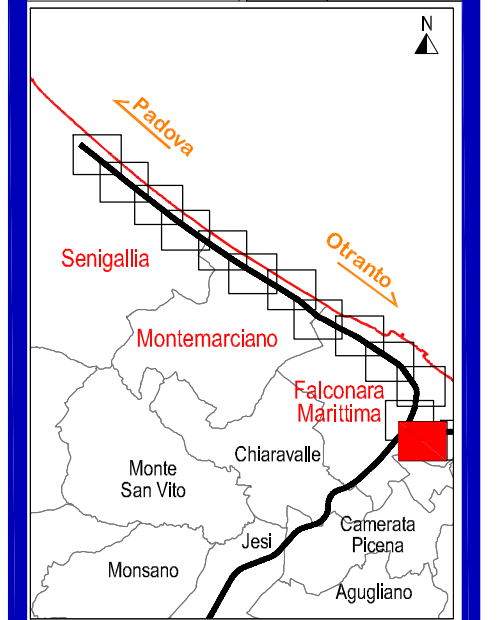 N
Padova
Otranto
Senigallia
Montemarciano
Falconara
Marittima
Chiaravalle
Monte
San Vito
Camerata
Picena
Jesi
Monsano
Agugliano